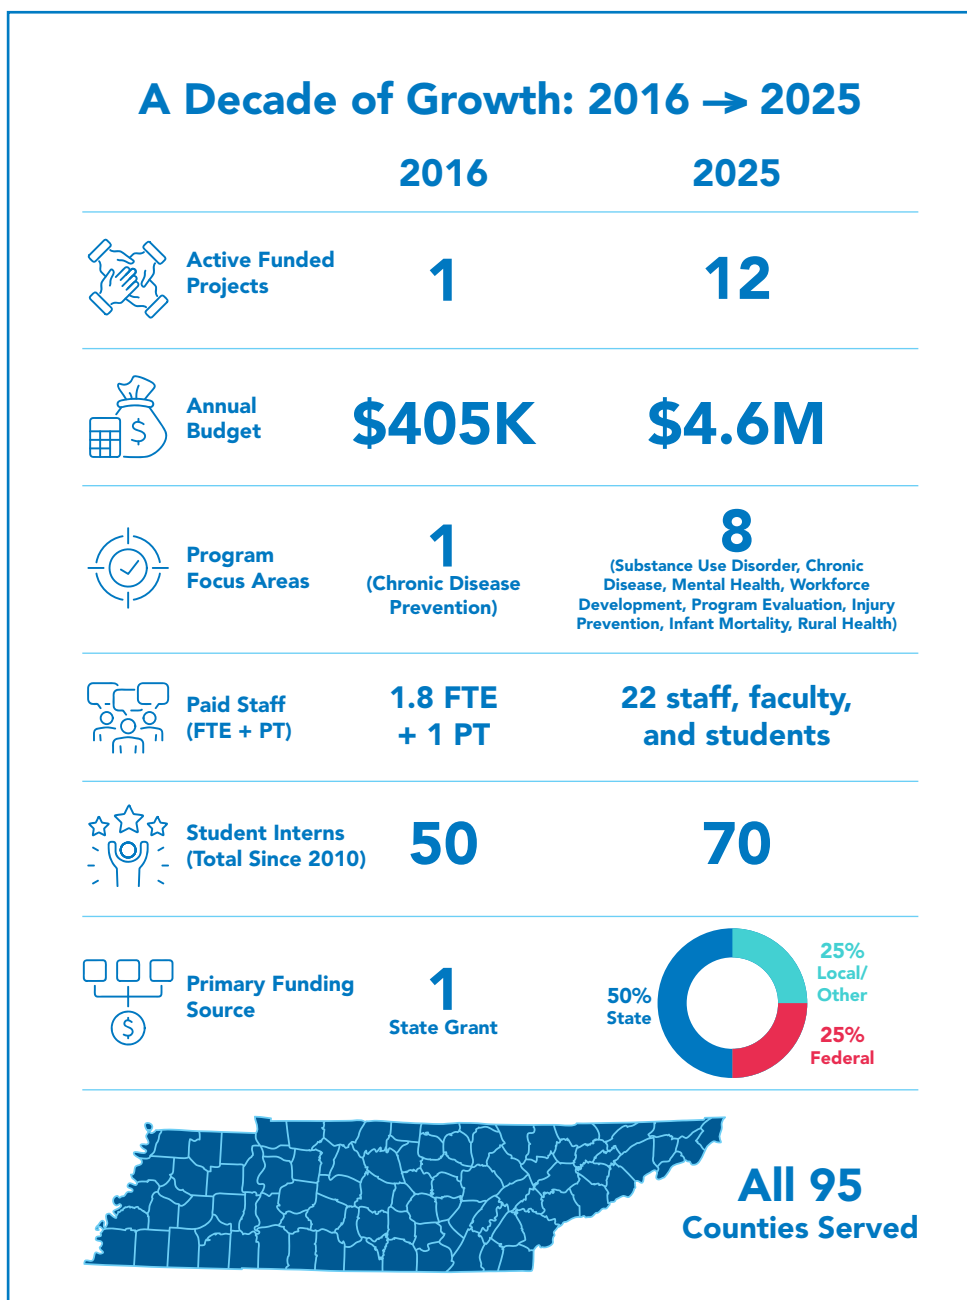 A Decade of Growth: 2016 → 2025
2016 2025
Active Funded
Projects
1
12
Annual
Budget
$405K
$4.6M
Program
Focus Areas
1
(Chronic Disease
Prevention)
8
(Substance Use Disorder, Chronic
Disease, Mental Health, Workforce
Development, Program Evaluation, Injury
Prevention, Infant Mortality, Rural Health)
Paid Staff
(FTE + PT)
1.8 FTE
+ 1 PT
22 staff, faculty,
and students
Student Interns
(Total Since 2010)
50
70
Primary Funding
Source
1
State Grant
50%
State
25%
Local/
Other
25%
Federal
$
$
All 95
Counties Served